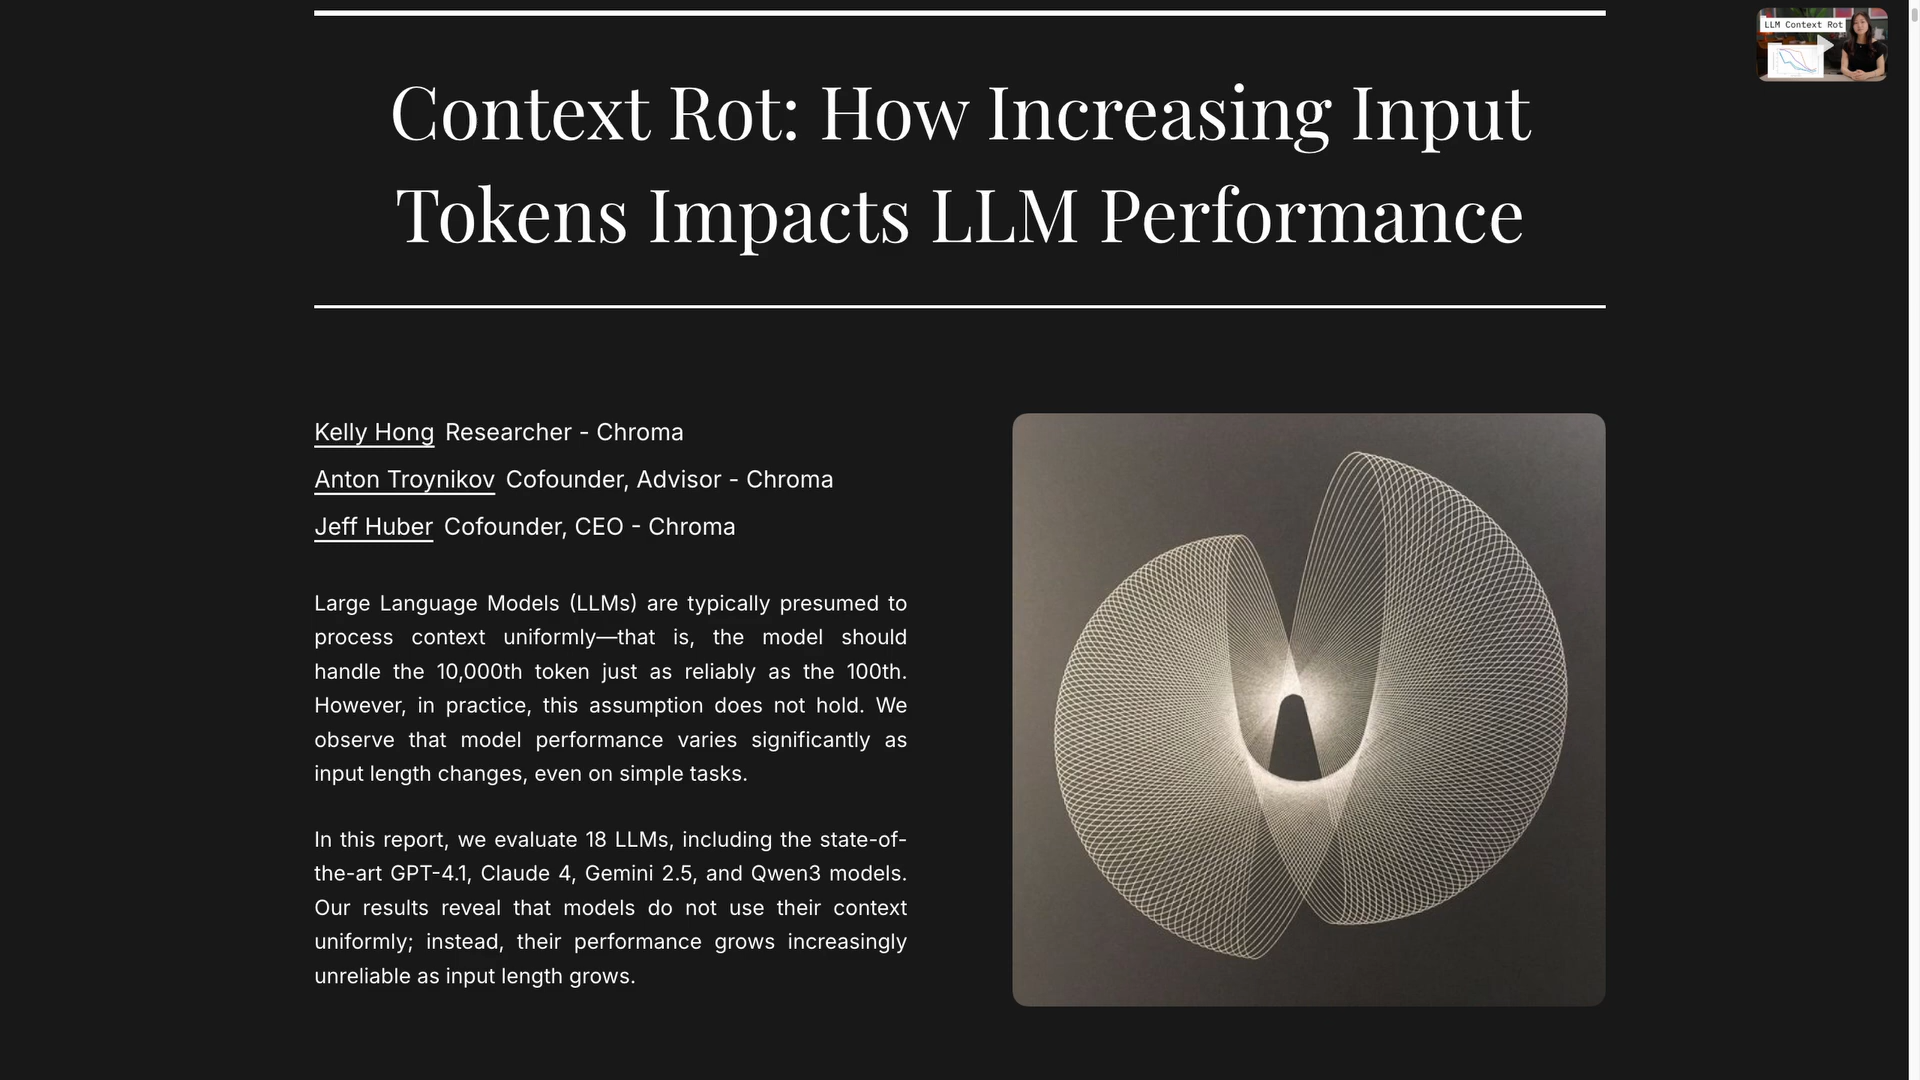 LLM Context Rot
Context Rot: How Increasing Input
Tokens Impacts LLM Performance
Kelly Hong Researcher - Chroma
Anton Troynikov Cofounder, Advisor - Chroma
Jeff Huber Cofounder, CEO - Chroma
Large Language Models (LLMs) are typically presumed to
process context uniformly—that is, the model should
handle the 10,000th token just as reliably as the 100th.
However, in practice, this assumption does not hold. We
observe that model performance varies significantly as
input length changes, even on simple tasks.
In this report, we evaluate 18 LLMs, including the state-of-
the-art GPT-4.1, Claude 4, Gemini 2.5, and Qwen3 models.
Our results reveal that models do not use their context
uniformly; instead, their performance grows increasingly
unreliable as input length grows.